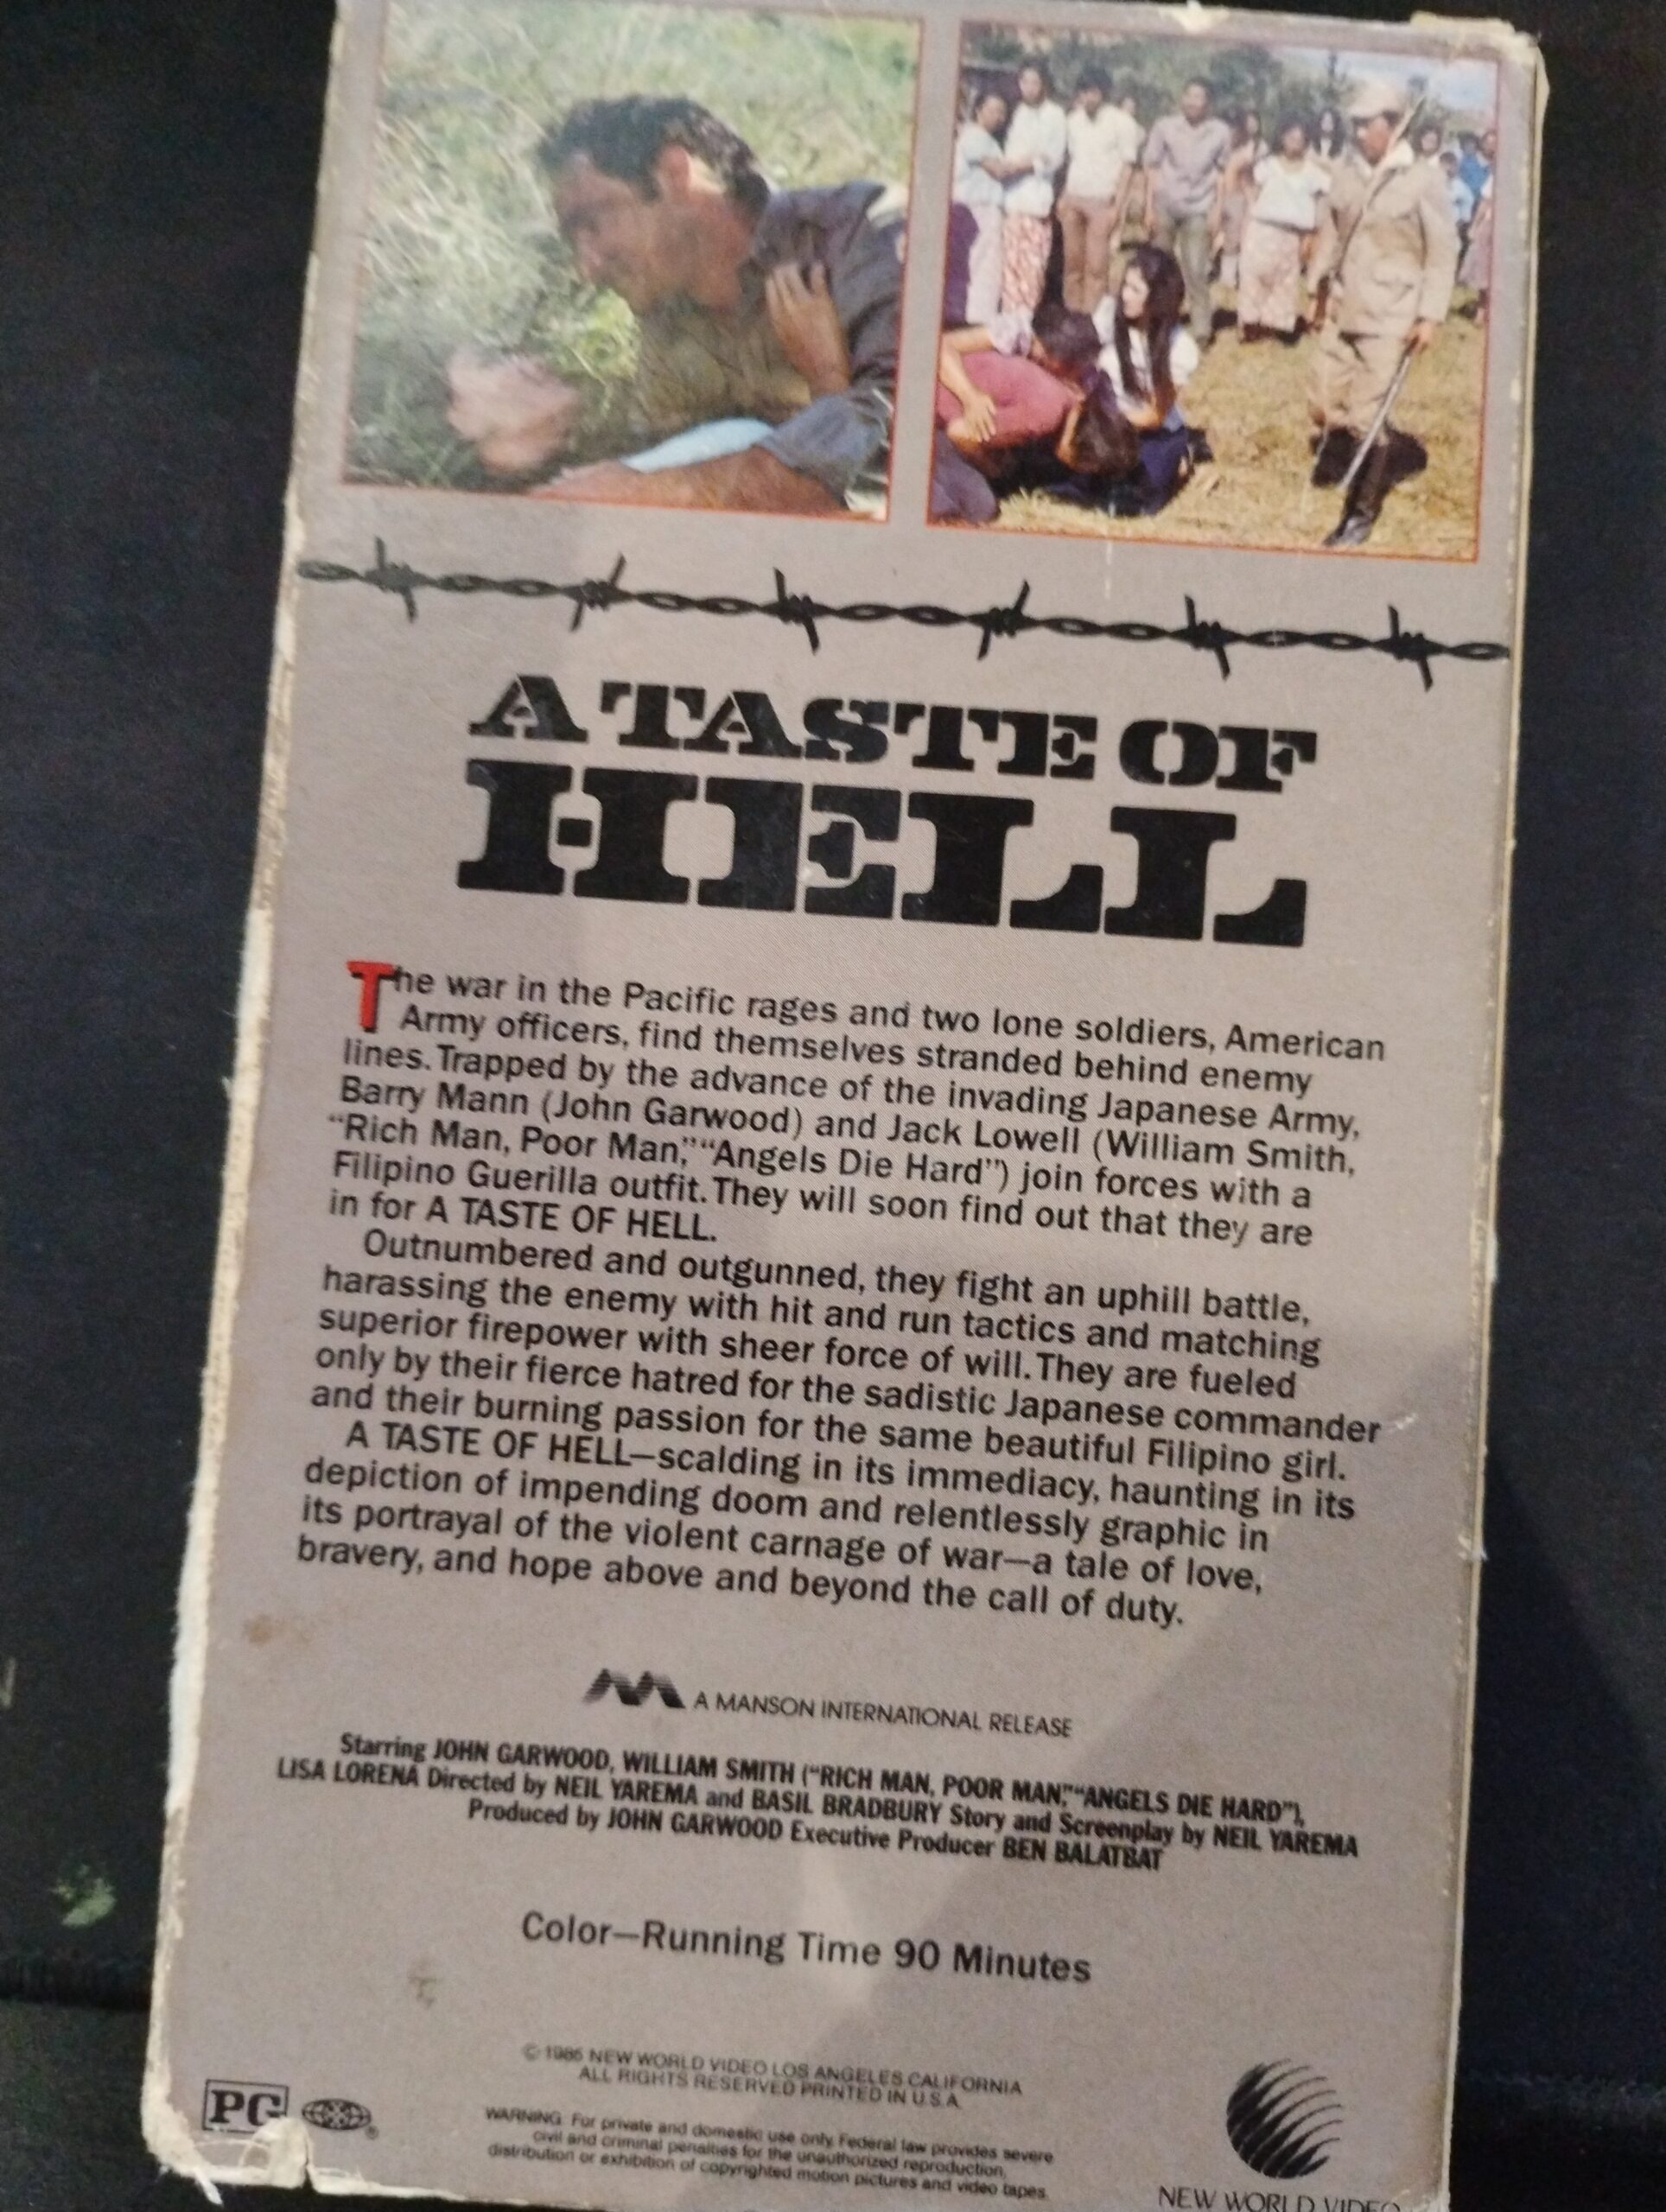 A TASTE OF
HELL
The war in the Pacific rages and two lone soldiers, American
Army officers, find themselves stranded behind enemy
lines. Trapped by the advance of the invading Japanese Army,
Barry Mann (John Garwood) and Jack Lowell (William Smith,
“Rich Man, Poor Man,” “Angels Die Hard”) join forces with a
Filipino Guerilla outfit. They will soon find out that they are
in for A TASTE OF HELL.
Outnumbered and outgunned, they fight an uphill battle,
harassing the enemy with hit and run tactics and matching
superior firepower with sheer force of will. They are fueled
only by their fierce hatred for the sadistic Japanese commander
and their burning passion for the same beautiful Filipino girl.
A TASTE OF HELL—scalding in its immediacy, haunting in its
depiction of impending doom and relentlessly graphic in
its portrayal of the violent carnage of war—a tale of love,
bravery, and hope above and beyond the call of duty.
A MANSON INTERNATIONAL RELEASE
Starring JOHN GARWOOD, WILLIAM SMITH (“RICH MAN, POOR MAN,” “ANGELS DIE HARD”),
LISA LORENA Directed by NEIL YAREMA and BASIL BRADBURY Story and Screenplay by NEIL YAREMA
Produced by JOHN GARWOOD Executive Producer BEN BALATBAT
Color—Running Time 90 Minutes
© NEW WORLD VIDEO LOS ANGELES CALIFORNIA
ALL RIGHTS RESERVED PRINTED IN U.S.A.
PG ®
WARNING: For private and domestic use only. Federal law provides severe
civil and criminal penalties for the unauthorized reproduction,
distribution or exhibition of copyrighted motion pictures and video tapes.
NEW WORLD VIDEO